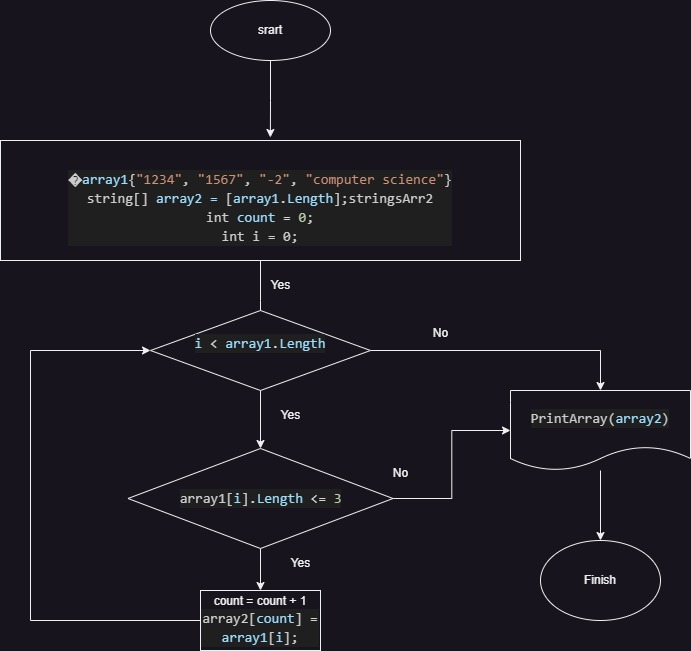 srart
�array1{"1234", "1567", "-2", "computer science"}
string[] array2 = [array1.Length];stringsArr2
int count = 0;
int i = 0;
Yes
i < array1.Length
No
Yes
PrintArray(array2)
No
array1[i].Length <= 3
Yes
Finish
count = count + 1
array2[count] =
array1[i];